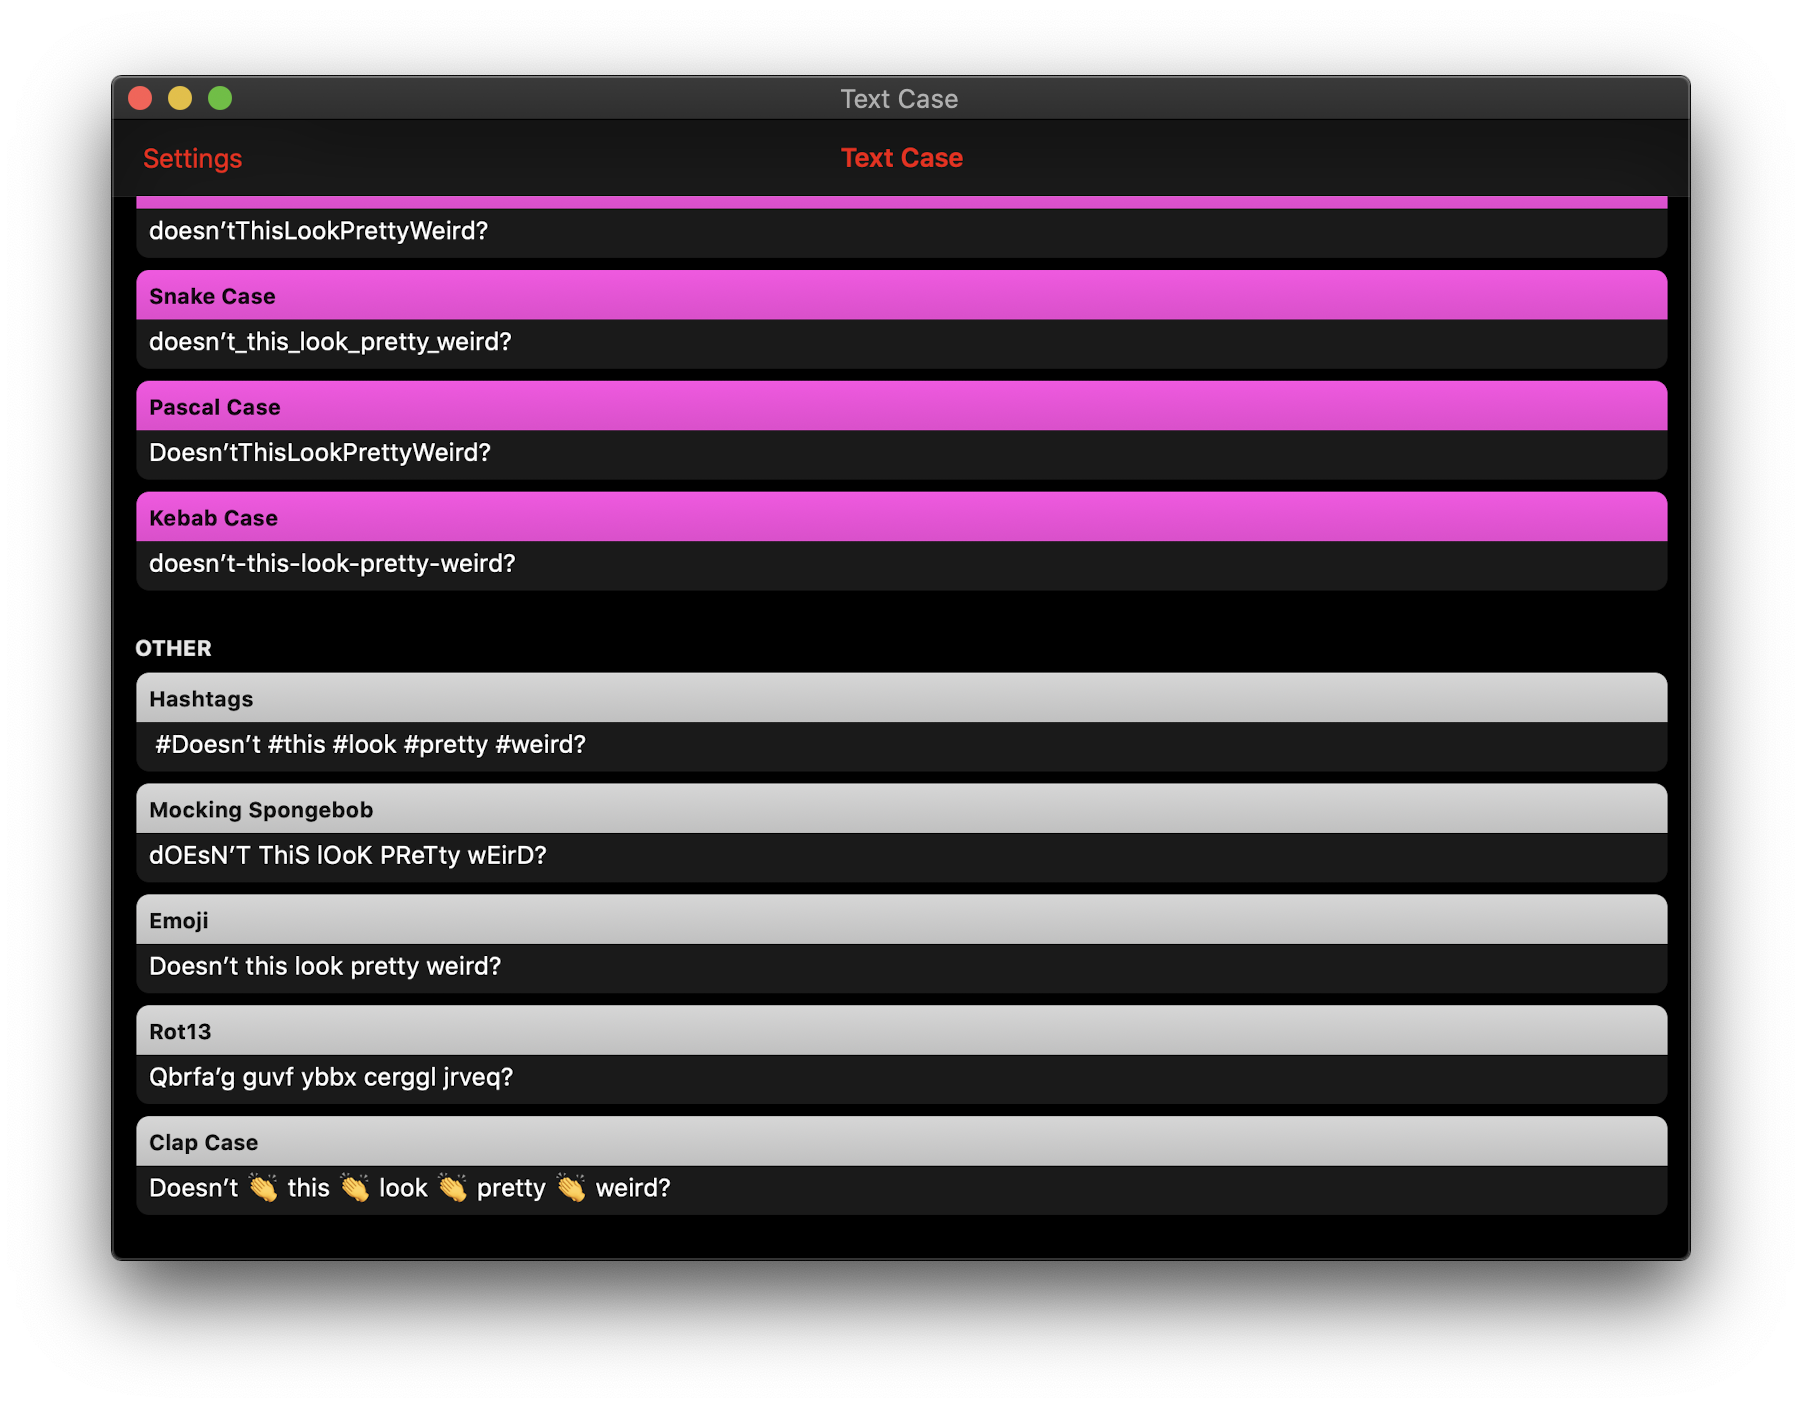 Text Case
Settings
Text Case
doesn’tThisLookPrettyWeird?
Snake Case
doesn’t_this_look_pretty_weird?
Pascal Case
Doesn’tThisLookPrettyWeird?
Kebab Case
doesn’t-this-look-pretty-weird?
OTHER
Hashtags
#Doesn’t #this #look #pretty #weird?
Mocking Spongebob
dOEsN’T ThiS lOoK PReTty wEirD?
Emoji
Doesn’t this look pretty weird?
Rot13
Qbrfa’g guvf ybbx cerggl jrveq?
Clap Case
Doesn’t 👏 this 👏 look 👏 pretty 👏 weird?